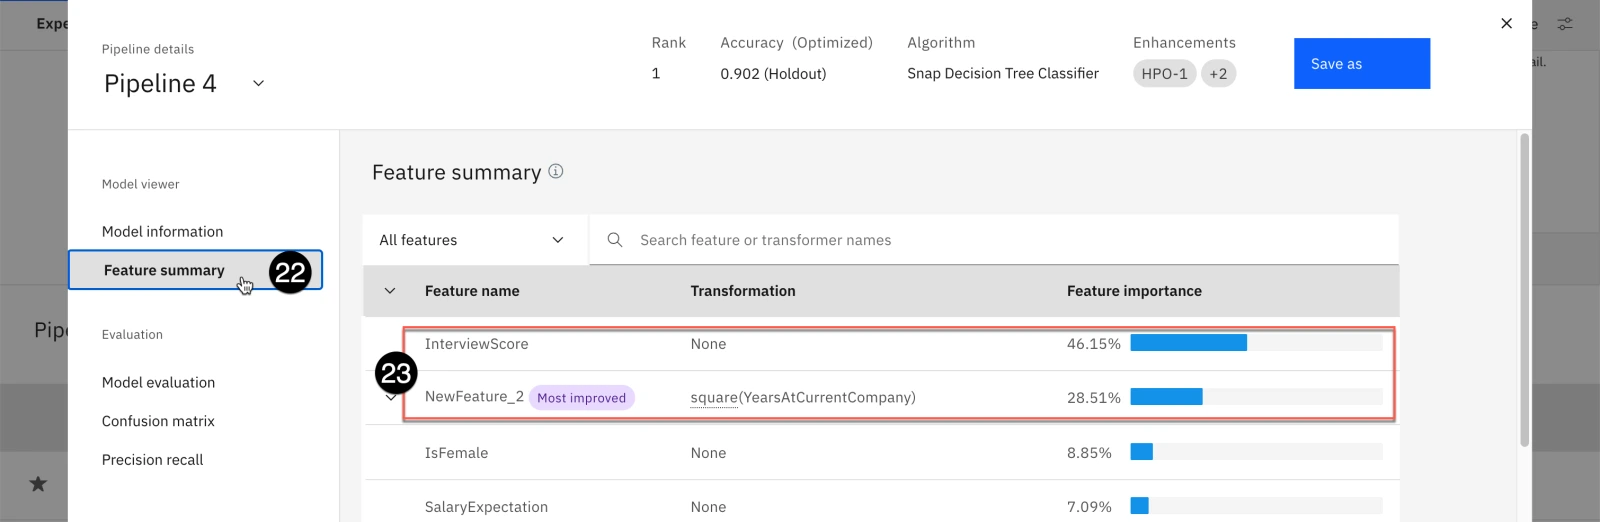 Expe
Pipeline details
Pipeline 4
Rank
1
Accuracy (Optimized)
0.902 (Holdout)
Algorithm
Snap Decision Tree Classifier
Enhancements
HPO-1 +2
Save as
e
ail.
Model viewer
Model information
Feature summary 22
Evaluation
Model evaluation
Confusion matrix
Precision recall
Pipe
Feature summary
All features
Search feature or transformer names
Feature name Transformation Feature importance
InterviewScore None 46.15%
23
NewFeature_2 Most improved square(YearsAtCurrentCompany) 28.51%
IsFemale None 8.85%
SalaryExpectation None 7.09%